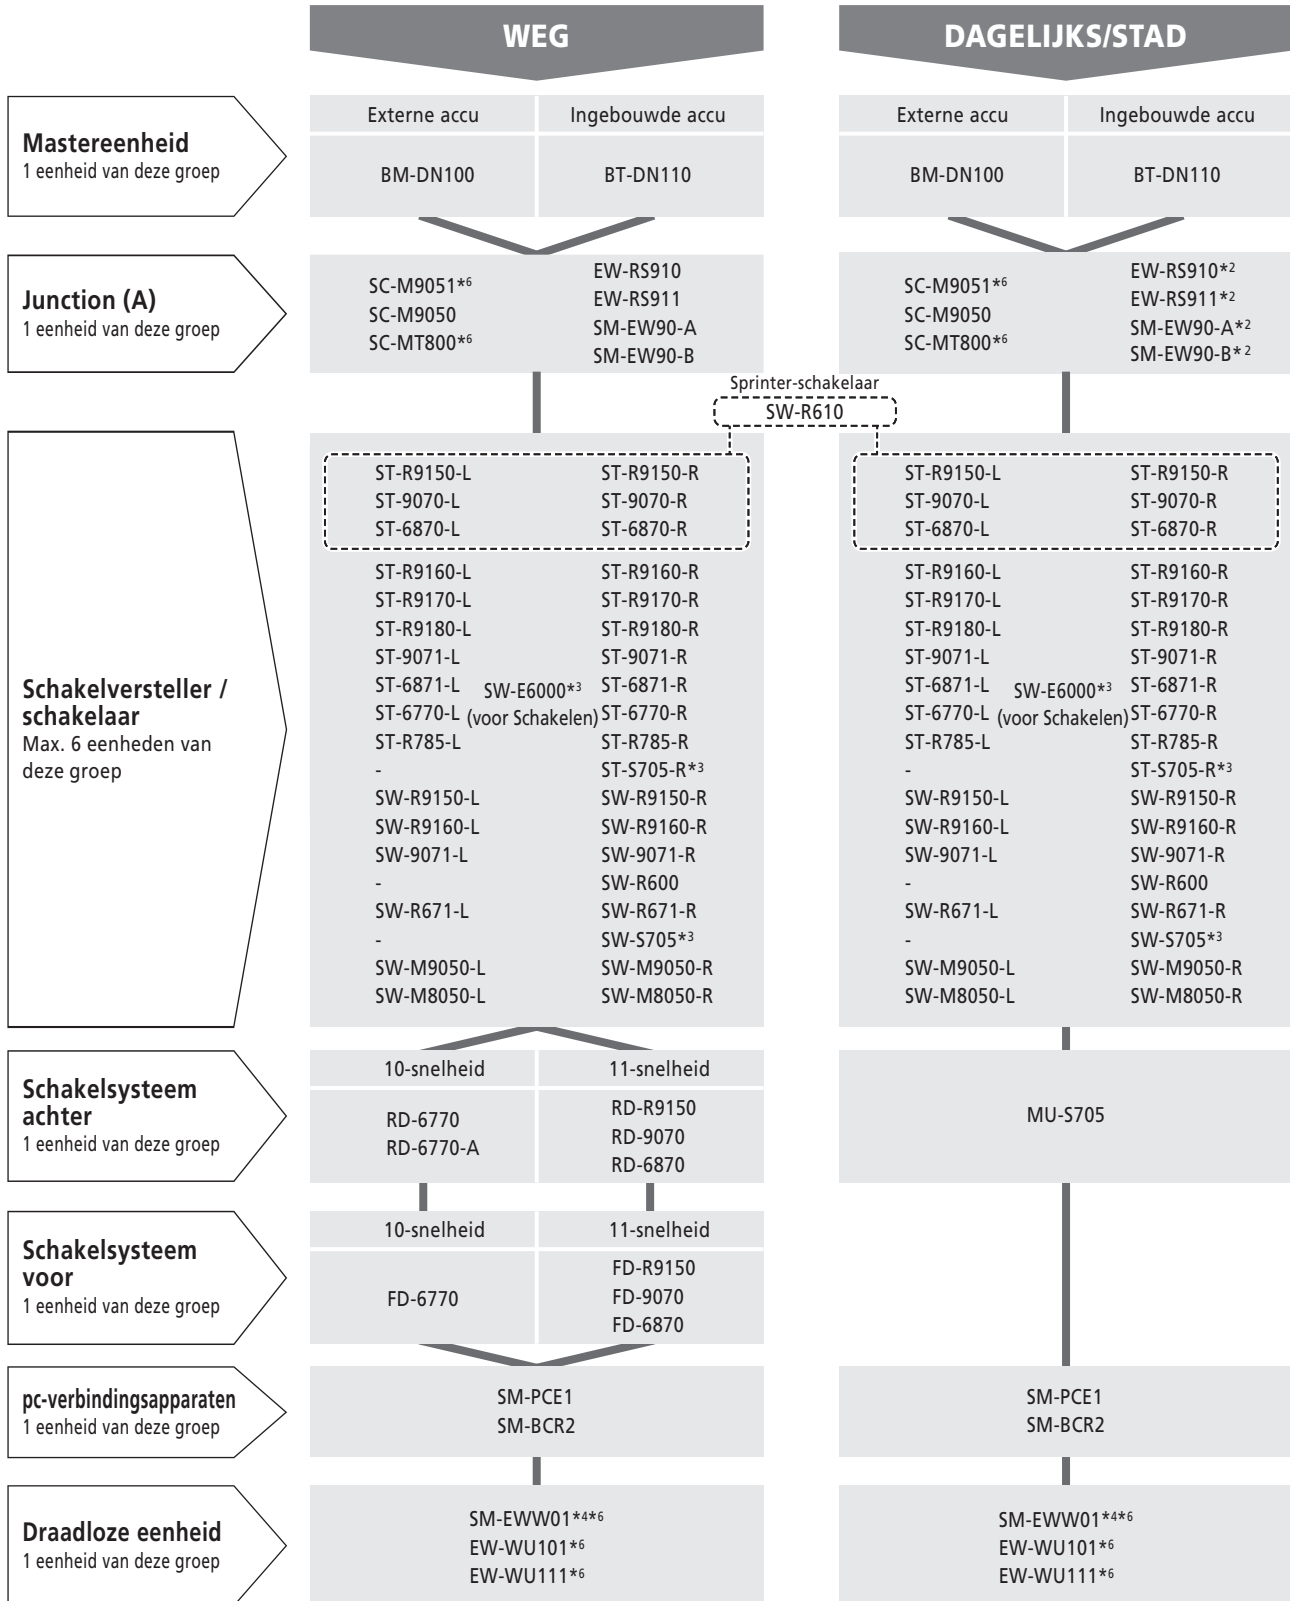 WEG
DAGELIJKS/STAD
Mastereenheid
1 eenheid van deze groep
Externe accu
Ingebouwde accu
BM-DN100
BT-DN110
Externe accu
Ingebouwde accu
BM-DN100
BT-DN110
Junction (A)
1 eenheid van deze groep
SC-M9051*6
SC-M9050
SC-MT800*6
EW-RS910
EW-RS911
SM-EW90-A
SM-EW90-B
SC-M9051*6
SC-M9050
SC-MT800*6
EW-RS910*2
EW-RS911*2
SM-EW90-A*2
SM-EW90-B*2
Sprinter-schakelaar
SW-R610
Schakelversteller /
schakelaar
Max. 6 eenheden van
deze groep
ST-R9150-L
ST-9070-L
ST-6870-L
ST-R9160-L
ST-R9170-L
ST-R9180-L
ST-9071-L
ST-6871-L
ST-6770-L
ST-R785-L
-
SW-R9150-L
SW-R9160-L
SW-9071-L
-
SW-R671-L
-
SW-M9050-L
SW-M8050-L
SW-E6000*3
(voor Schakelen)
ST-R9150-R
ST-9070-R
ST-6870-R
ST-R9160-R
ST-R9170-R
ST-R9180-R
ST-9071-R
ST-6871-R
ST-6770-R
ST-R785-R
ST-S705-R*3
SW-R9150-R
SW-R9160-R
SW-9071-R
SW-R600
SW-R671-R
SW-S705*3
SW-M9050-R
SW-M8050-R
ST-R9150-L
ST-9070-L
ST-6870-L
ST-R9160-L
ST-R9170-L
ST-R9180-L
ST-9071-L
ST-6871-L
ST-6770-L
ST-R785-L
-
SW-R9150-L
SW-R9160-L
SW-9071-L
-
SW-R671-L
-
SW-M9050-L
SW-M8050-L
SW-E6000*3
(voor Schakelen)
ST-R9150-R
ST-9070-R
ST-6870-R
ST-R9160-R
ST-R9170-R
ST-R9180-R
ST-9071-R
ST-6871-R
ST-6770-R
ST-R785-R
ST-S705-R*3
SW-R9150-R
SW-R9160-R
SW-9071-R
SW-R600
SW-R671-R
SW-S705*3
SW-M9050-R
SW-M8050-R
Schakelsysteem
achter
1 eenheid van deze groep
10-snelheid
11-snelheid
RD-6770
RD-6770-A
RD-R9150
RD-9070
RD-6870
MU-S705
Schakelsysteem
voor
1 eenheid van deze groep
10-snelheid
11-snelheid
FD-6770
FD-R9150
FD-9070
FD-6870
pc-verbindingsapparaten
1 eenheid van deze groep
SM-PCE1
SM-BCR2
SM-PCE1
SM-BCR2
Draadloze eenheid
1 eenheid van deze groep
SM-EWW01*4*6
EW-WU101*6
EW-WU111*6
SM-EWW01*4*6
EW-WU101*6
EW-WU111*6